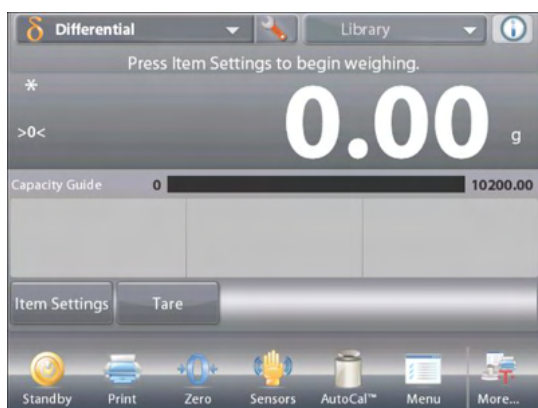 δ Differential Library
Press Item Settings to begin weighing.
*
>0<
0.00 g
Capacity Guide 0 10200.00
Item Settings Tare
Standby Print Zero Sensors AutoCal™ Menu More...